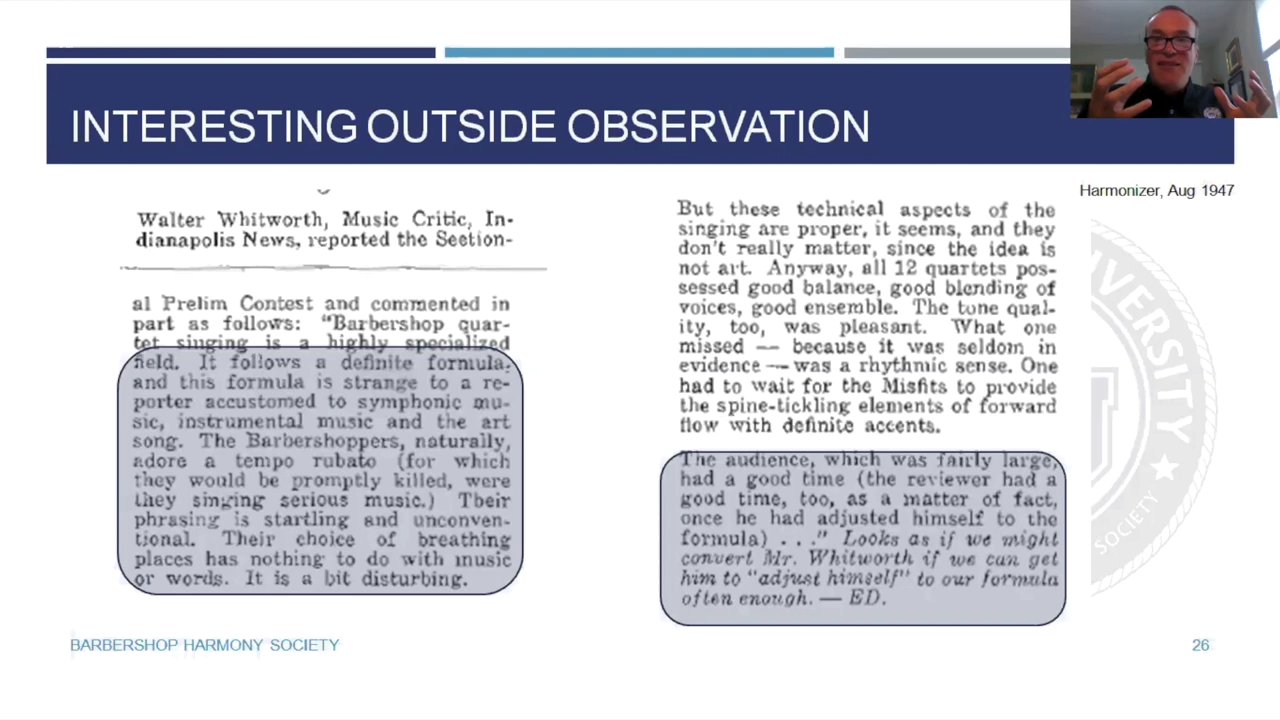 INTERESTING OUTSIDE OBSERVATION
Harmonizer, Aug 1947
Walter Whitworth, Music Critic, In-
dianapolis News, reported the Section-
al Prelim Contest and commented in
part as follows: "Barbershop quar-
tet singing is a highly specialized
field. It follows a definite formula,
and this formula is strange to a re-
porter accustomed to symphonic mu-
sic, instrumental music and the art
song. The Barbershoppers, naturally,
adore a tempo rubato (for which
they would be promptly killed, were
they singing serious music.) Their
phrasing is startling and unconven-
tional. Their choice of breathing
places has nothing to do with music
or words. It is a bit disturbing.
But these technical aspects of the
singing are proper, it seems, and they
don't really matter, since the idea is
not art. Anyway, all 12 quartets pos-
sessed good balance, good blending of
voices, good ensemble. The tone qual-
ity, too, was pleasant. What one
missed — because it was seldom in
evidence — was a rhythmic sense. One
had to wait for the Misfits to provide
the spine-tickling elements of forward
flow with definite accents.
The audience, which was fairly large,
had a good time (the reviewer had a
good time, too, as a matter of fact,
once he had adjusted himself to the
formula) . . ." Looks as if we might
convert Mr. Whitworth if we can get
him to "adjust himself" to our formula
often enough. — ED.
VERSITY
SOCIETY
BARBERSHOP HARMONY SOCIETY
26